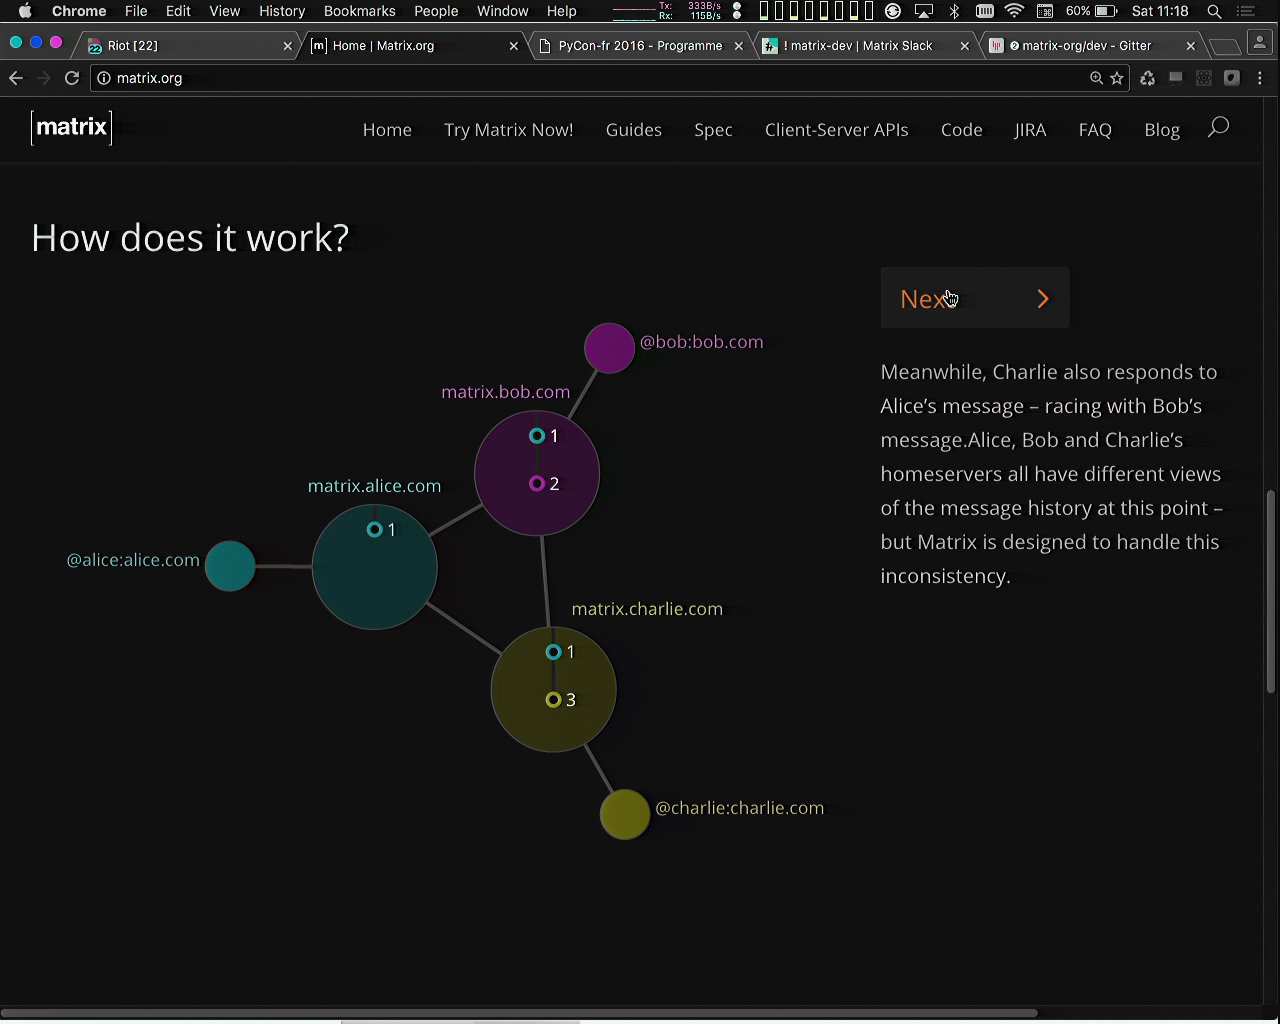 Chrome File Edit View History Bookmarks People Window Help Tx: 333B/s Rx: 115B/s 60% Sat 11:18
Riot [22] Home | Matrix.org PyCon-fr 2016 - Programme ! matrix-dev | Matrix Slack matrix-org/dev - Gitter
matrix.org
[matrix] Home Try Matrix Now! Guides Spec Client-Server APIs Code JIRA FAQ Blog
How does it work?
Meanwhile, Charlie also responds to
Alice’s message – racing with Bob’s
message.Alice, Bob and Charlie’s
homeservers all have different views
of the message history at this point –
but Matrix is designed to handle this
inconsistency.
@bob:bob.com
matrix.bob.com
1
2
matrix.alice.com
1
@alice:alice.com
matrix.charlie.com
1
3
@charlie:charlie.com